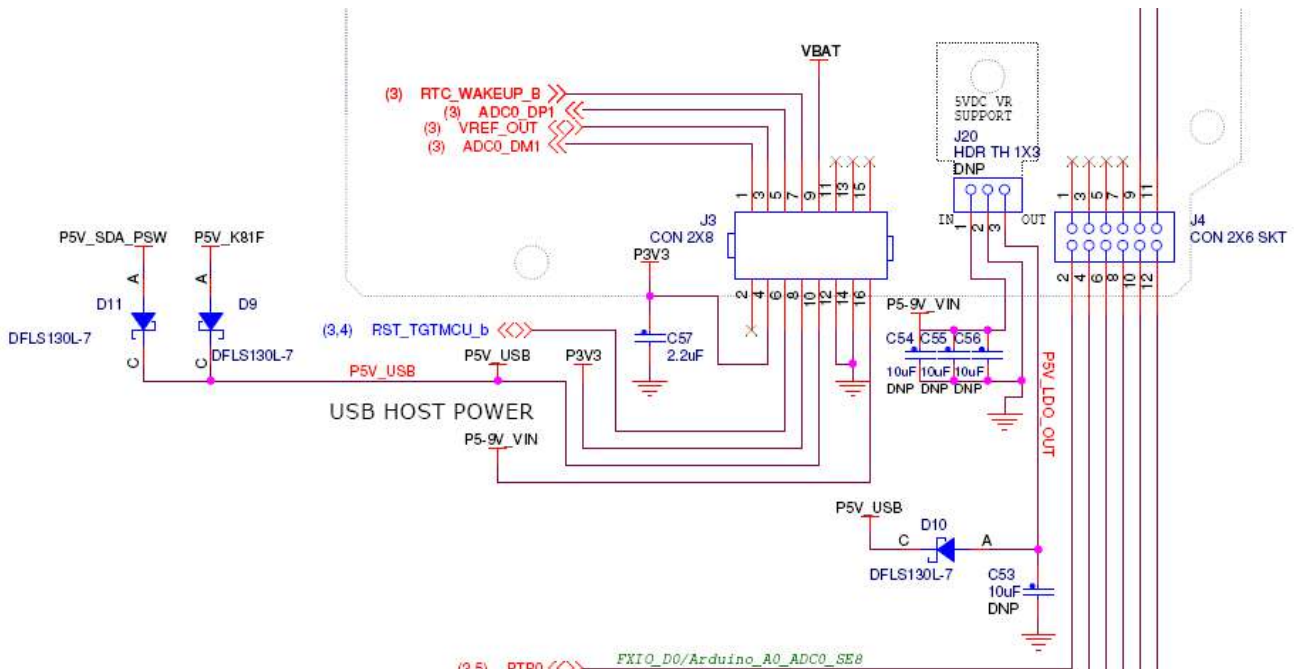 VBAT
(3) RTC_WAKEUP_B
(3) ADC0_DP1
(3) VREF_OUT
(3) ADC0_DM1
5VDC VR
SUPPORT
J20
HDR TH 1X3
DNP
IN
OUT
1
2
3
1
3
5
7
9
11
13
15
J3
CON 2X8
2
4
6
8
10
12
14
16
1
3
5
7
9
11
J4
CON 2X6 SKT
2
4
6
8
10
12
P5V_SDA_PSW
P5V_K81F
A
A
D11
D9
DFLS130L-7
DFLS130L-7
C
C
P3V3
C57
2.2uF
(3,4) RST_TGTMCU_b
P5V_USB
P5V_USB
P3V3
USB HOST POWER
P5-9V_VIN
P5-9V_VIN
C54
C55
C56
10uF
10uF
10uF
DNP
DNP
DNP
P5V_LDO_OUT
P5V_USB
D10
C
A
DFLS130L-7
C53
10uF
DNP
FXIO_D0/Arduino_A0_ADC0_SE8